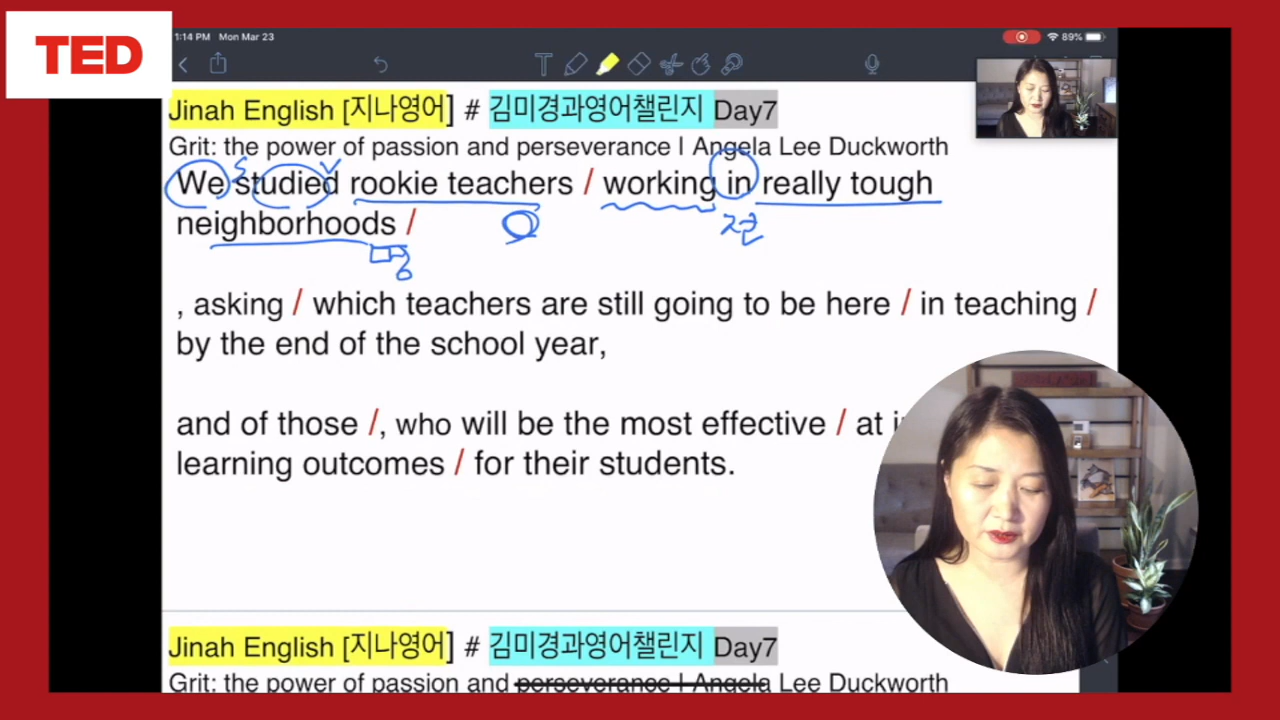 TED
1:14 PM Mon Mar 23
89%
Jinah English [지나영어] # 김미경과영어챌린지 Day7
Grit: the power of passion and perseverance l Angela Lee Duckworth
S V
We studied rookie teachers / working in really tough
neighborhoods /
O 전
명
, asking / which teachers are still going to be here / in teaching /
by the end of the school year,
and of those /, who will be the most effective / at
learning outcomes / for their students.
Jinah English [지나영어] # 김미경과영어챌린지 Day7
Grit: the power of passion and perseverance l Angela Lee Duckworth